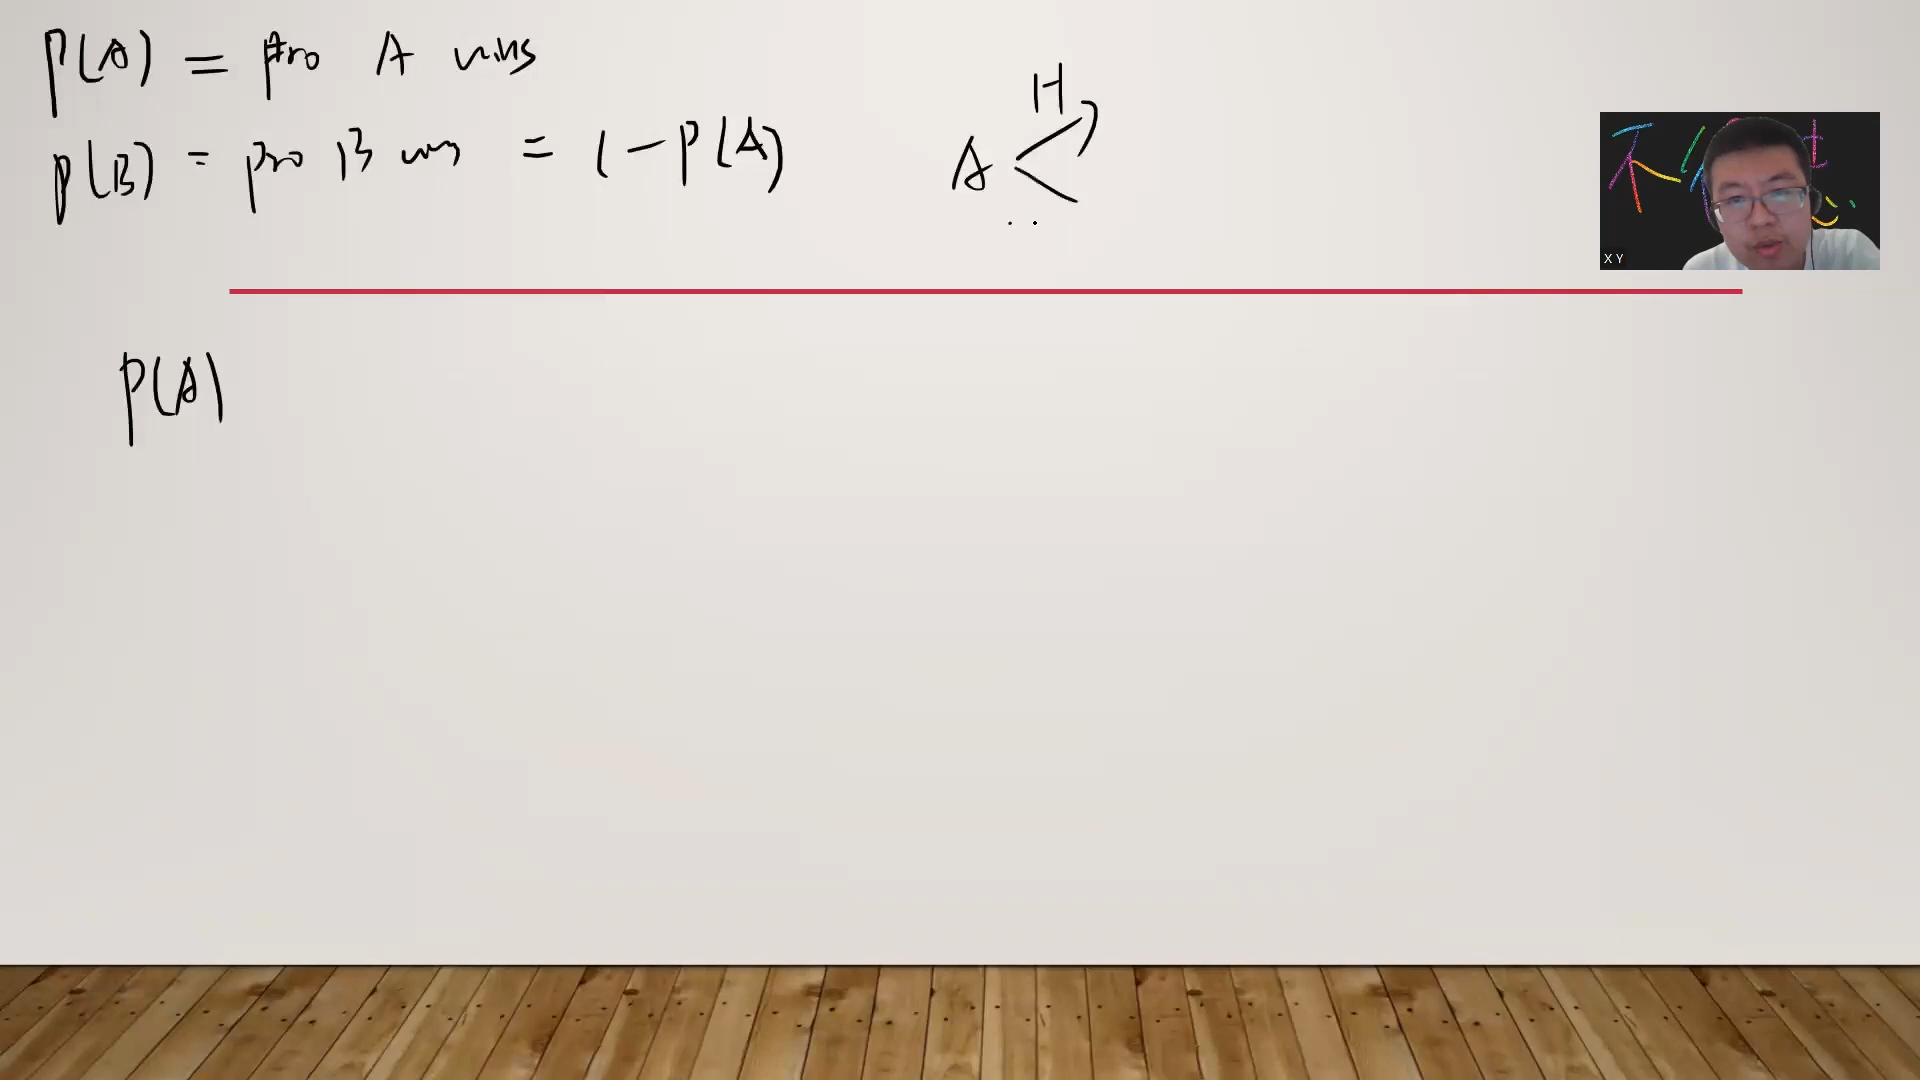 P(A) = pro A wins
P(B) = pro B wins = 1 - P(A)
H
A
X Y
P(A)